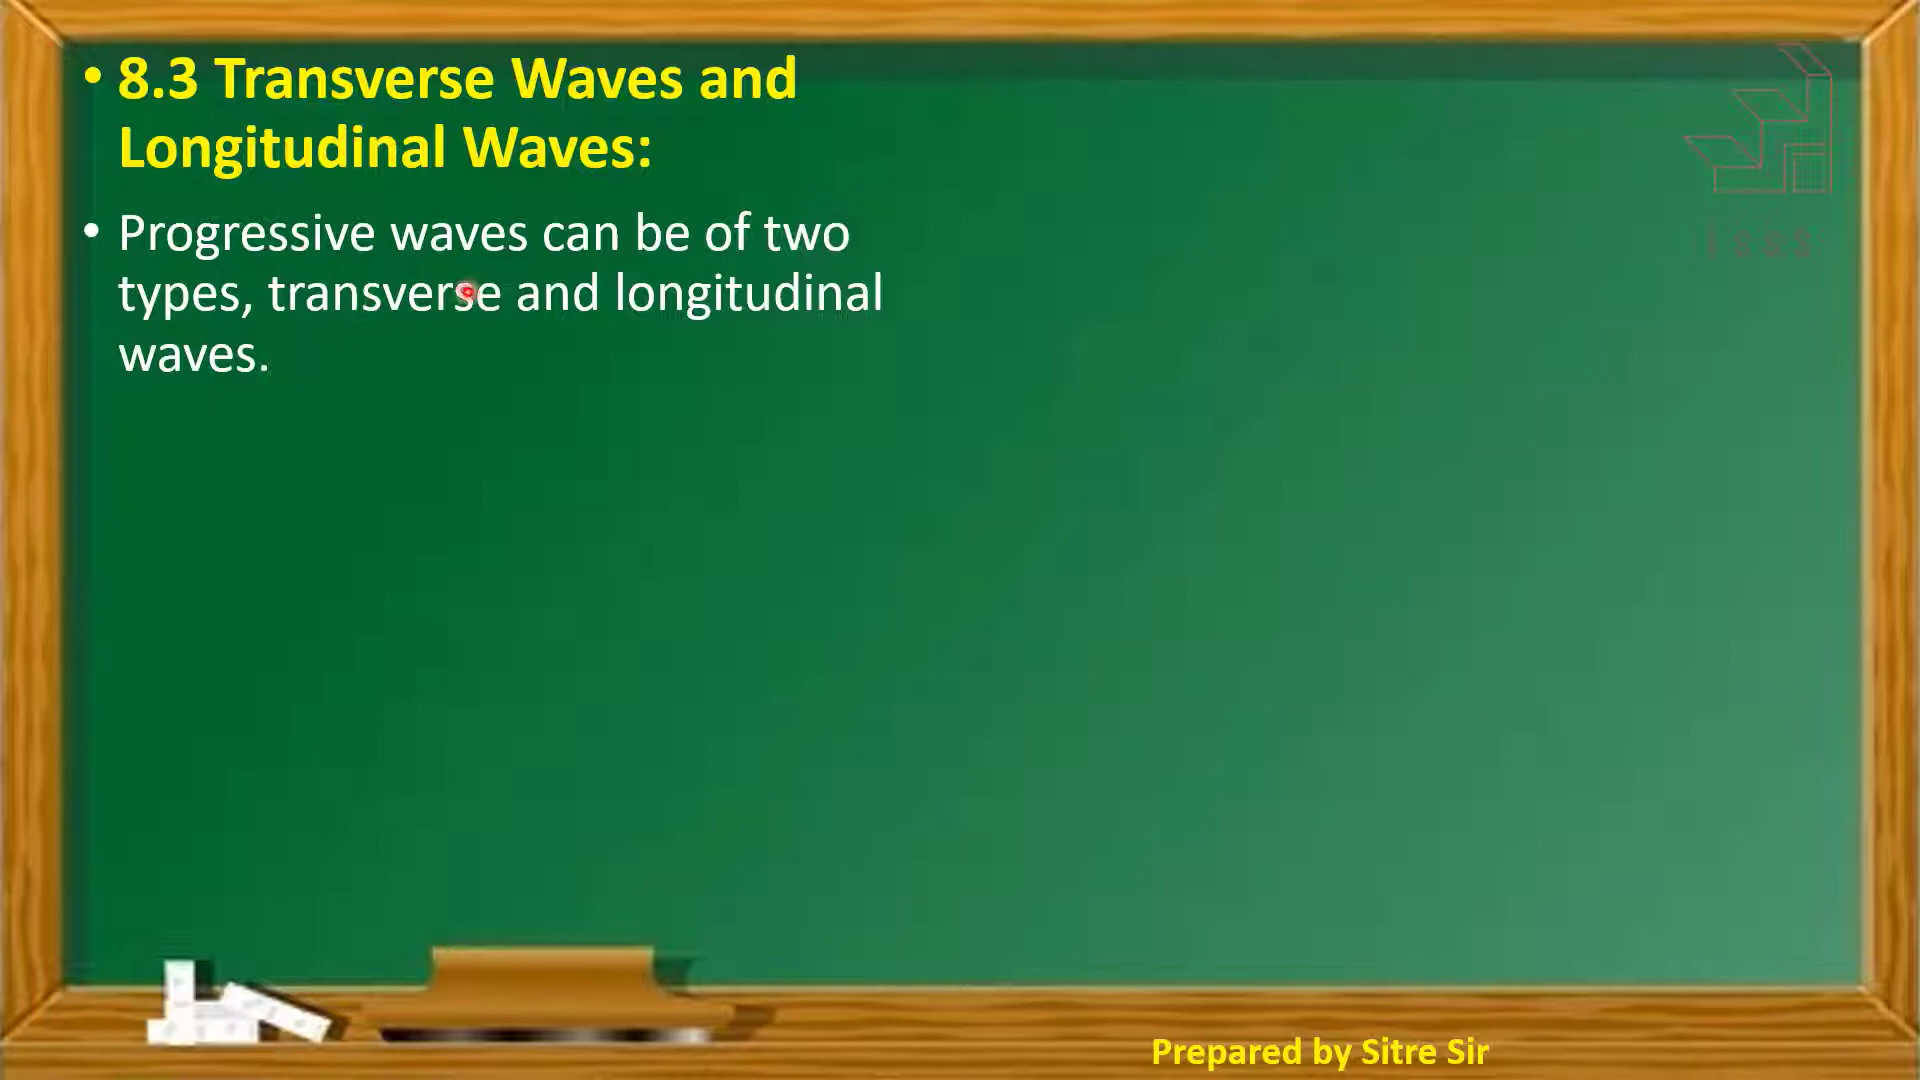 • 8.3 Transverse Waves and
Longitudinal Waves:
• Progressive waves can be of two
types, transverse and longitudinal
waves.
Prepared by Sitre Sir